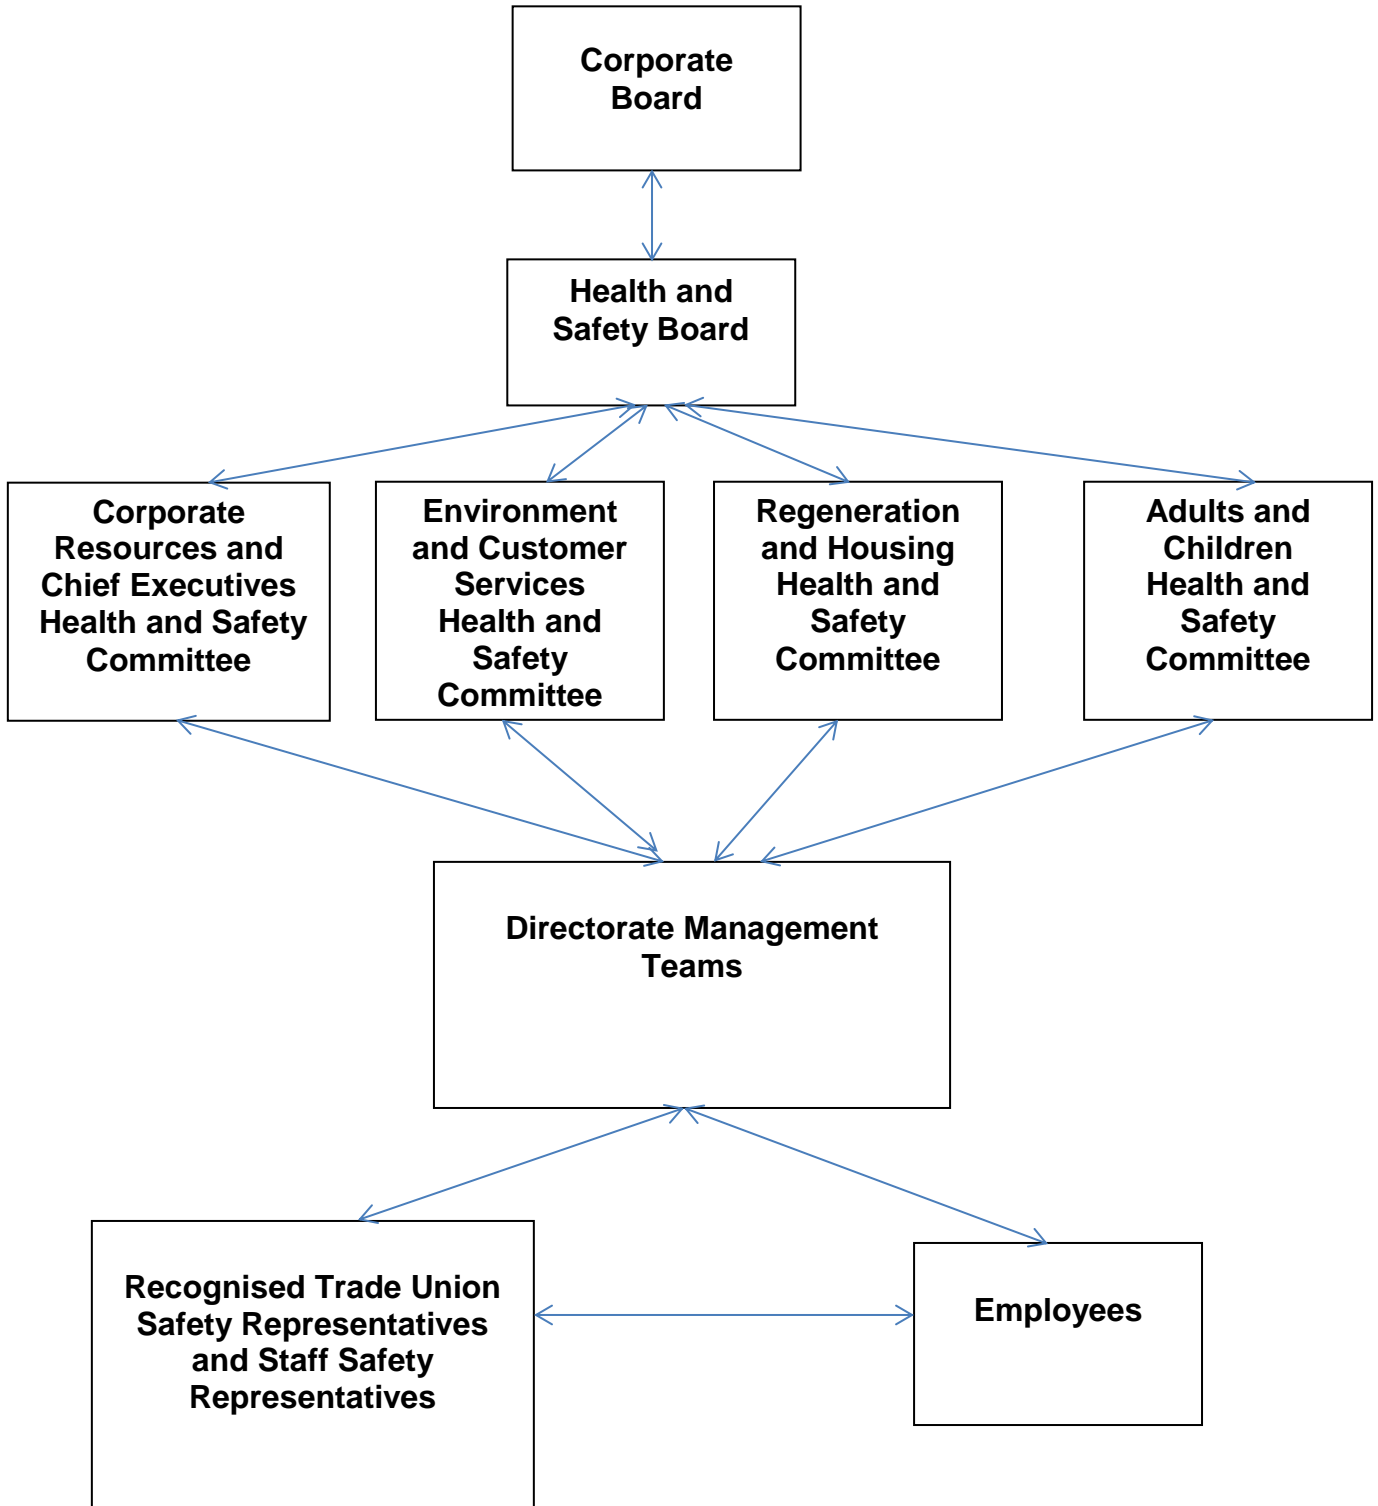 Corporate
Board
Health and
Safety Board
Corporate
Resources and
Chief Executives
Health and Safety
Committee
Environment
and Customer
Services
Health and
Safety
Committee
Regeneration
and Housing
Health and
Safety
Committee
Adults and
Children
Health and
Safety
Committee
Directorate Management
Teams
Recognised Trade Union
Safety Representatives
and Staff Safety
Representatives
Employees